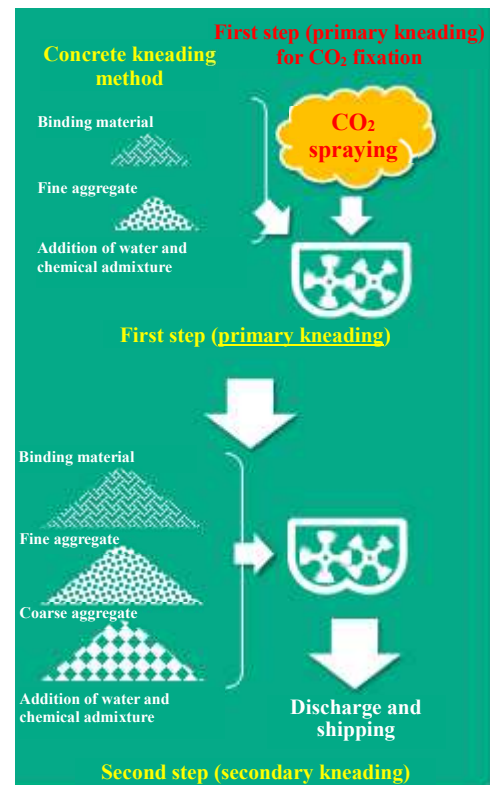 Concrete kneading
method
First step (primary kneading)
for CO₂ fixation
Binding material
Fine aggregate
Addition of water and
chemical admixture
CO₂
spraying
First step (primary kneading)
Binding material
Fine aggregate
Coarse aggregate
Addition of water and
chemical admixture
Discharge and
shipping
Second step (secondary kneading)